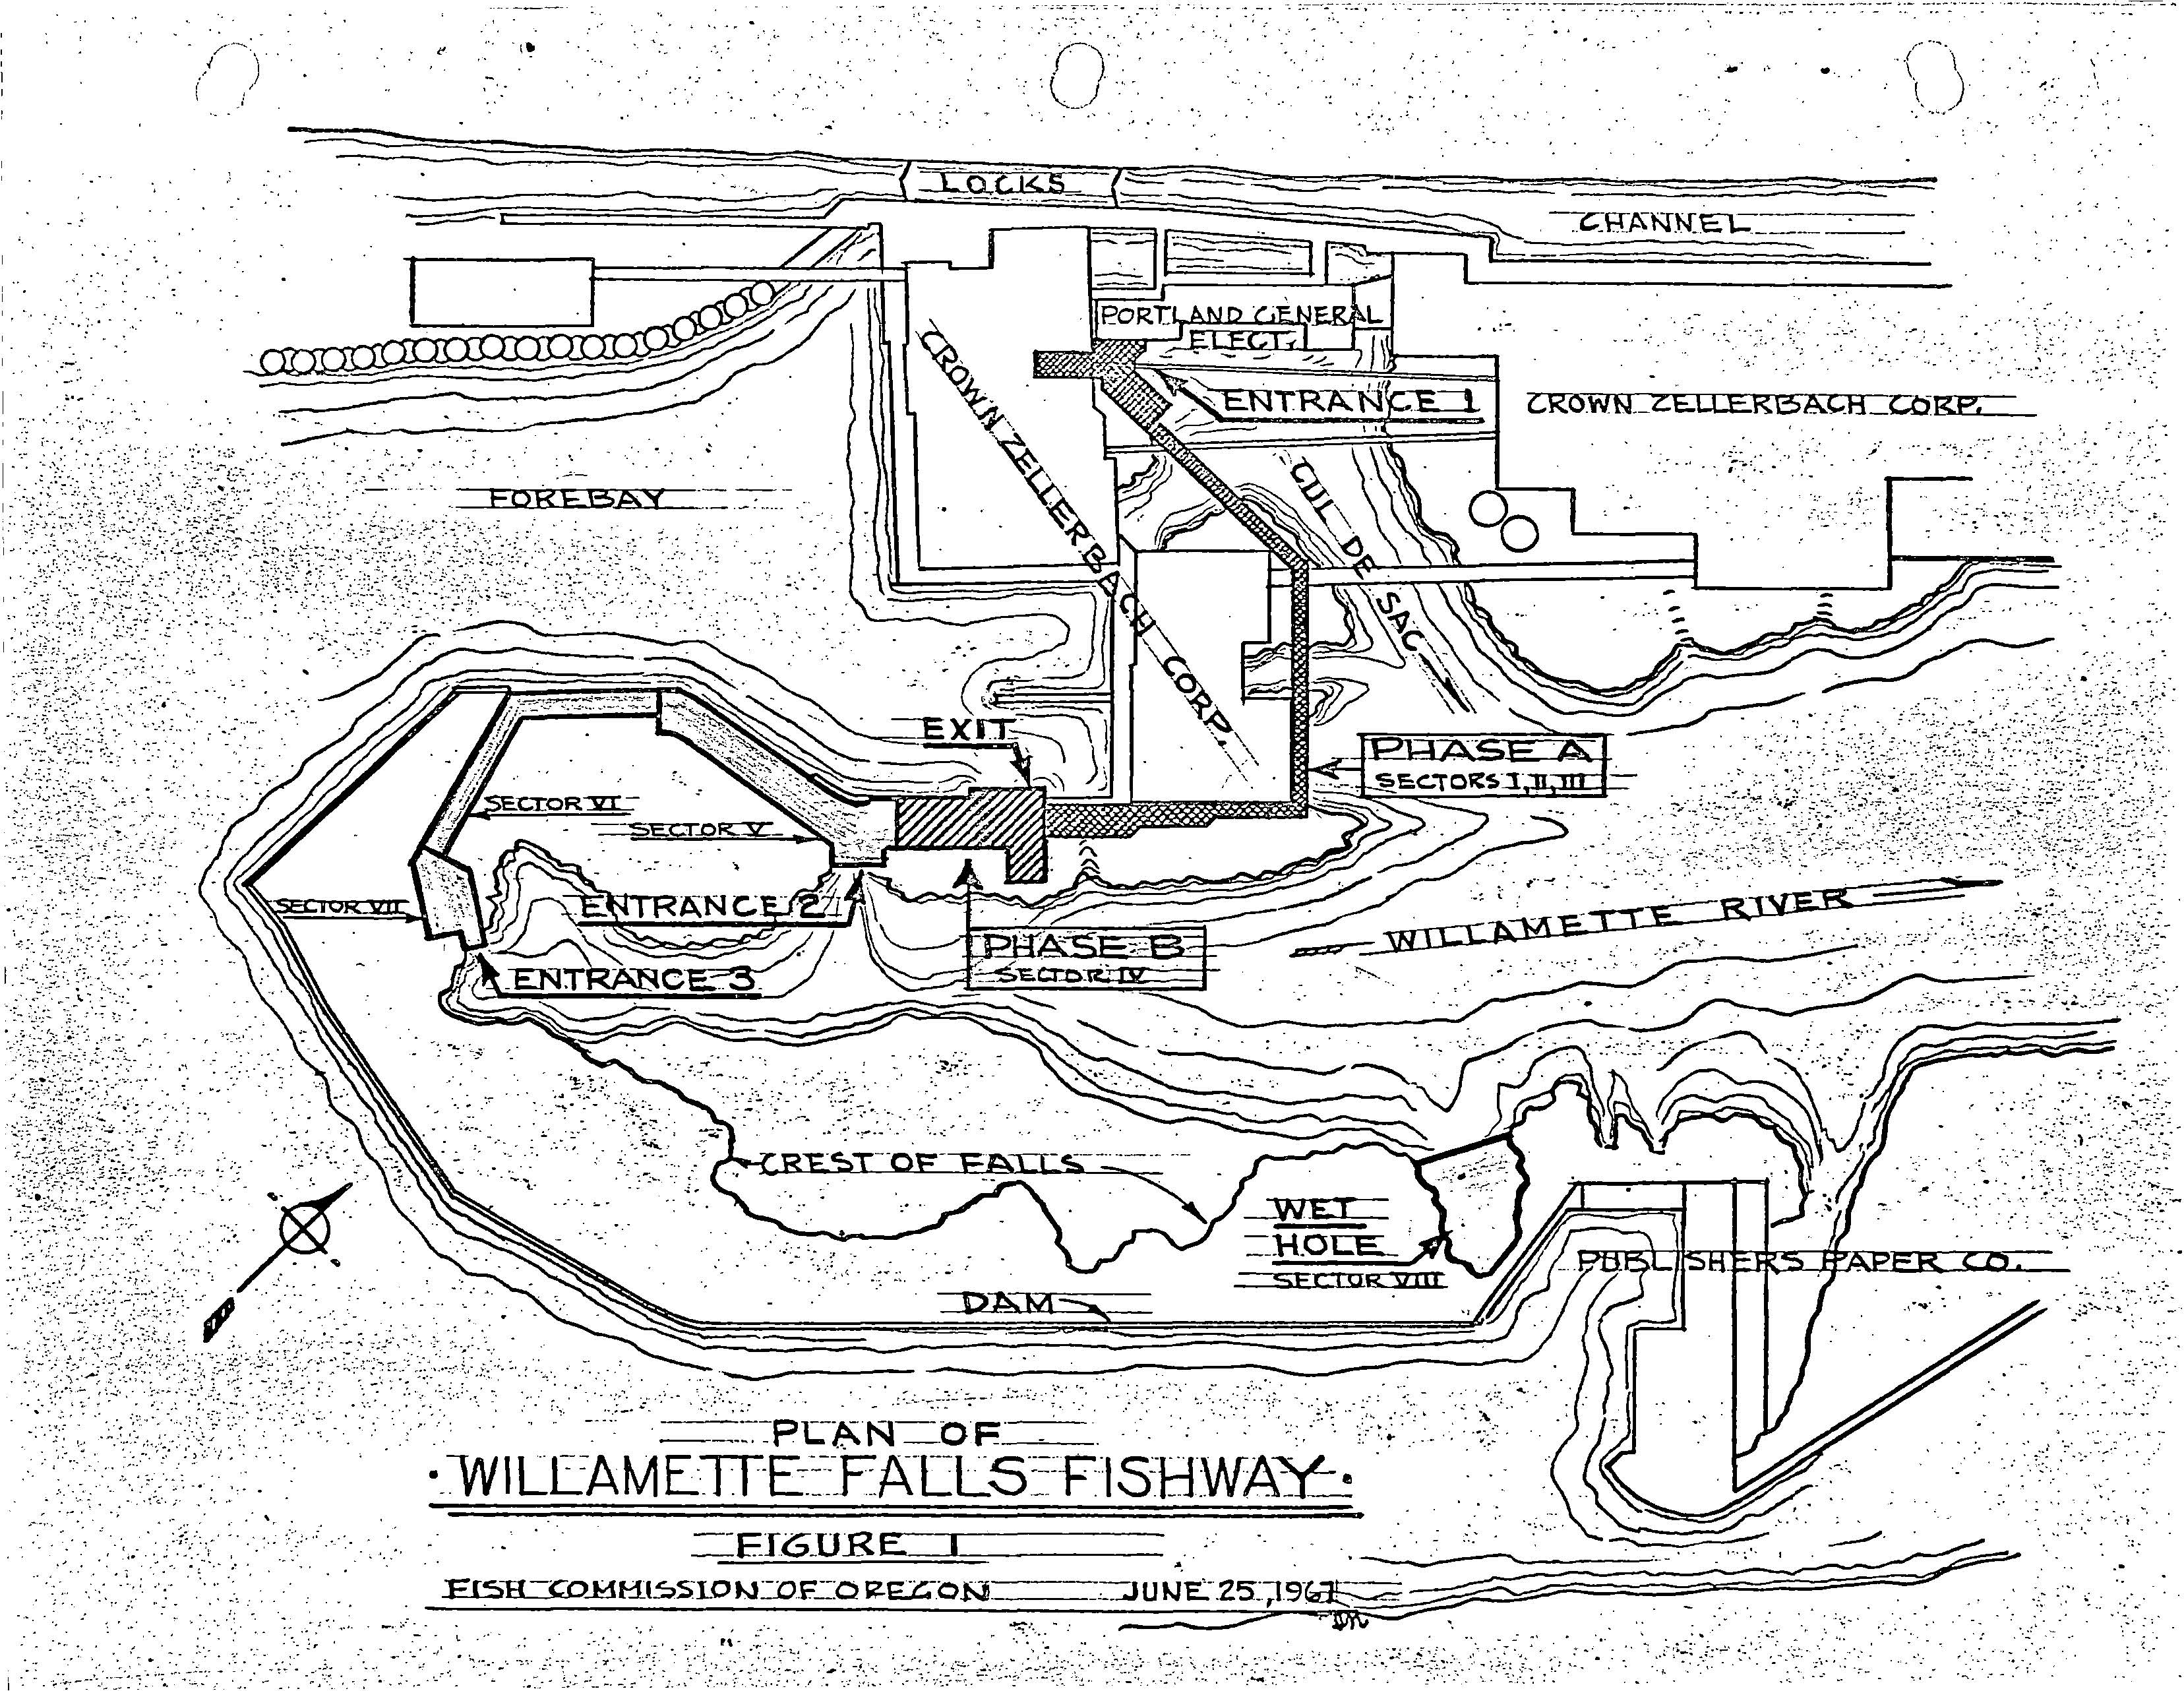 LOCKS
CHANNEL
PORTLAND GENERAL
ELECT.
ENTRANCE 1
CROWN ZELLERBACH CORP.
CROWN ZELLERBACH CORP.
FOREBAY
CUL DE SAC
EXIT
PHASE A
SECTORS I, II, III
SECTOR VI
SECTOR V
SECTOR VII
ENTRANCE 2
WILLAMETTE RIVER
PHASE B
SECTOR IV
ENTRANCE 3
CREST OF FALLS
WET
HOLE
SECTOR VIII
PUBLISHERS PAPER CO.
DAM
PLAN OF
· WILLAMETTE FALLS FISHWAY ·
FIGURE 1
FISH COMMISSION OF OREGON JUNE 25, 1967